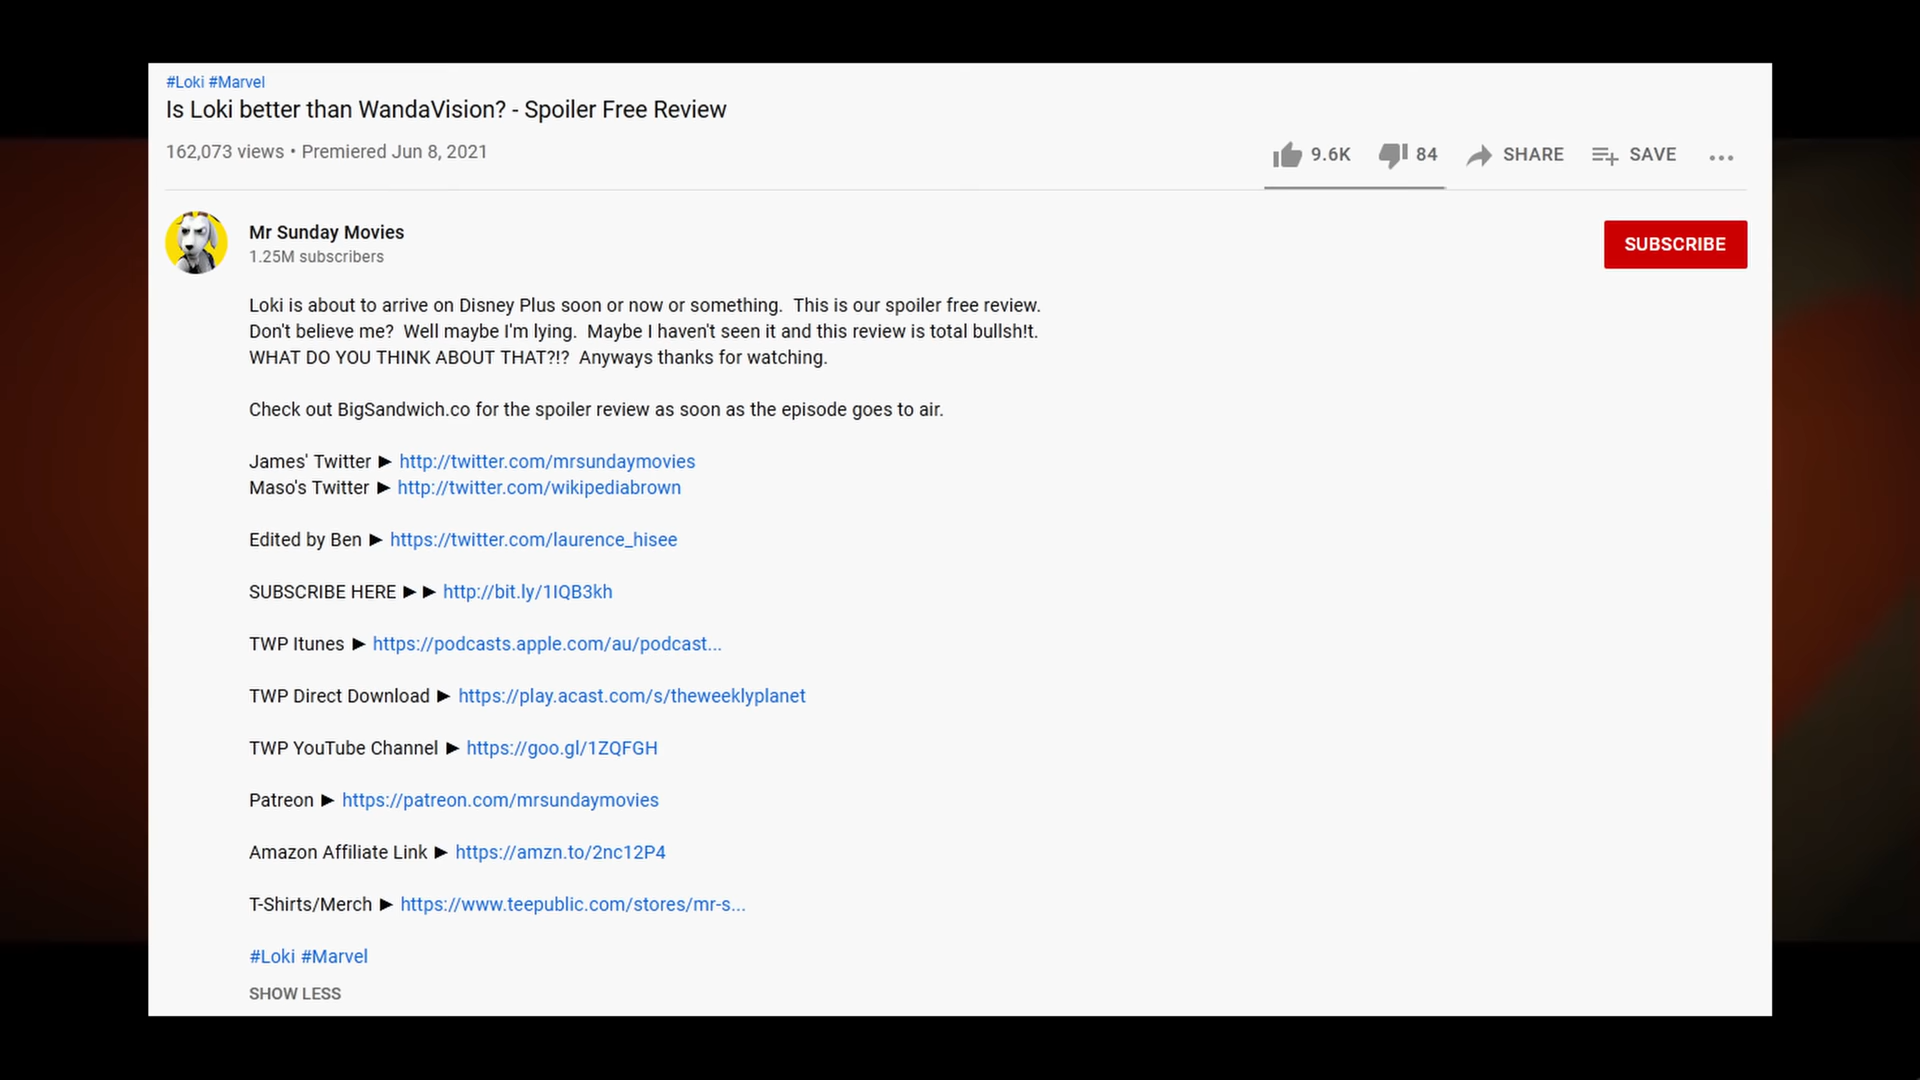 #Loki #Marvel
Is Loki better than WandaVision? - Spoiler Free Review
162,073 views • Premiered Jun 8, 2021
9.6K 84 SHARE SAVE ...
Mr Sunday Movies
1.25M subscribers
SUBSCRIBE
Loki is about to arrive on Disney Plus soon or now or something.  This is our spoiler free review.
Don't believe me?  Well maybe I'm lying.  Maybe I haven't seen it and this review is total bullsh!t.
WHAT DO YOU THINK ABOUT THAT?!?  Anyways thanks for watching.
Check out BigSandwich.co for the spoiler review as soon as the episode goes to air.
James' Twitter ► http://twitter.com/mrsundaymovies
Maso's Twitter ► http://twitter.com/wikipediabrown
Edited by Ben ► https://twitter.com/laurence_hisee
SUBSCRIBE HERE ►► http://bit.ly/1IQB3kh
TWP Itunes ► https://podcasts.apple.com/au/podcast...
TWP Direct Download ► https://play.acast.com/s/theweeklyplanet
TWP YouTube Channel ► https://goo.gl/1ZQFGH
Patreon ► https://patreon.com/mrsundaymovies
Amazon Affiliate Link ► https://amzn.to/2nc12P4
T-Shirts/Merch ► https://www.teepublic.com/stores/mr-s...
#Loki #Marvel
SHOW LESS